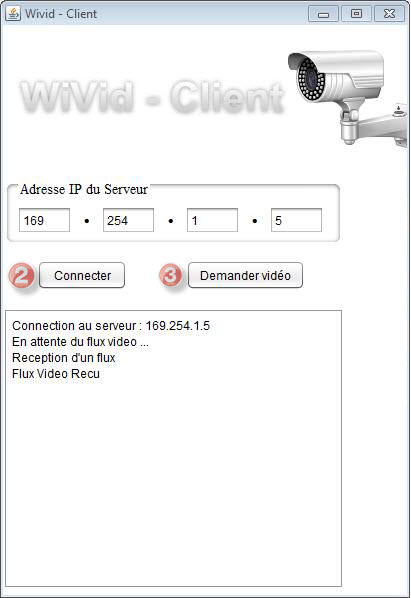 Wivid - Client
WiVid - Client
Adresse IP du Serveur
169 • 254 • 1 • 5
2 Connecter 3 Demander vidéo
Connection au serveur : 169.254.1.5
En attente du flux video ...
Reception d'un flux
Flux Video Recu